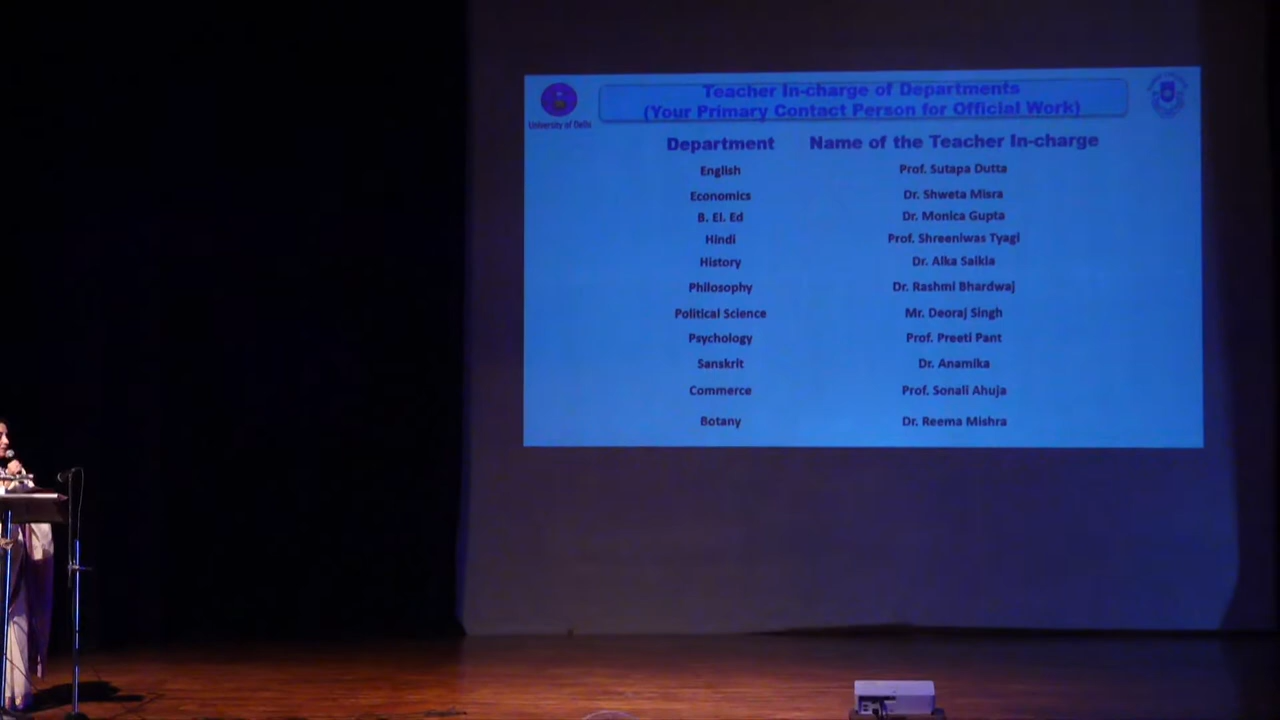 Teacher In-charge of Departments
(Your Primary Contact Person for Official Work)
University of Delhi
Department Name of the Teacher In-charge
English Prof. Sutapa Dutta
Economics Dr. Shweta Misra
B. El. Ed Dr. Monica Gupta
Hindi Prof. Shreeniwas Tyagi
History Dr. Alka Saikia
Philosophy Dr. Rashmi Bhardwaj
Political Science Mr. Deoraj Singh
Psychology Prof. Preeti Pant
Sanskrit Dr. Anamika
Commerce Prof. Sonali Ahuja
Botany Dr. Reema Mishra